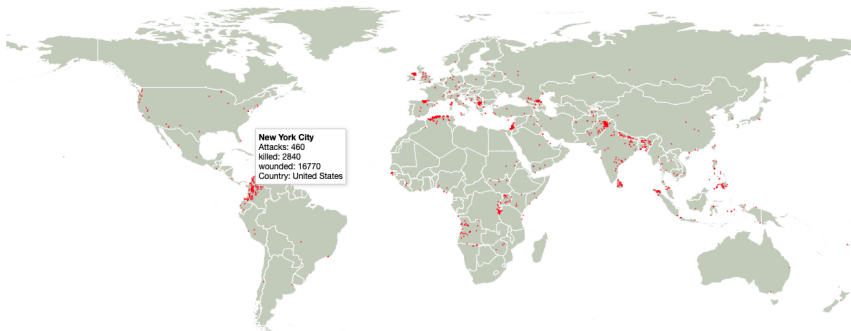 New York City
Attacks: 460
killed: 2840
wounded: 16770
Country: United States